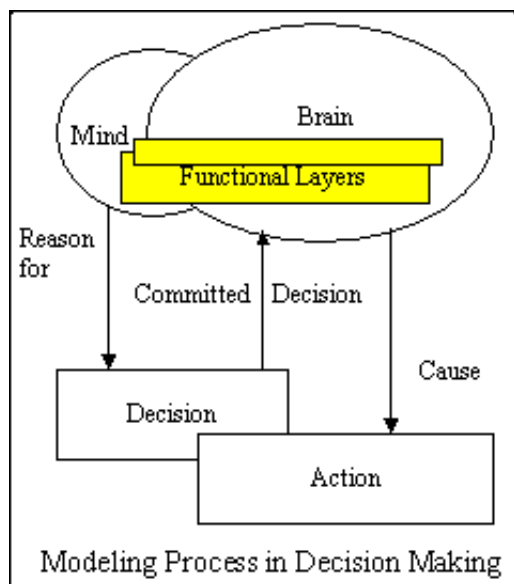 Brain
Mind
Functional Layers
Reason
for
Committed Decision
Cause
Decision
Action
Modeling Process in Decision Making